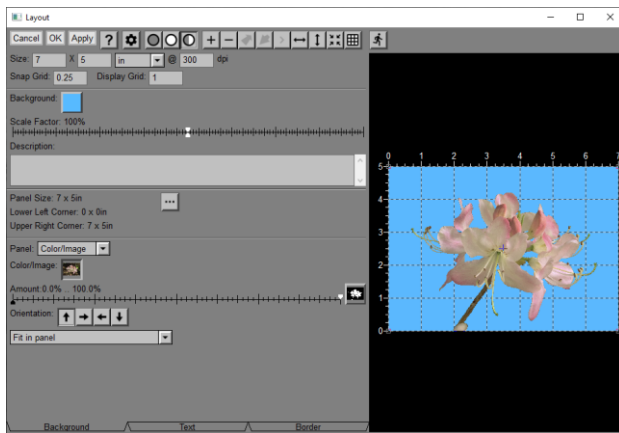 Layout
Cancel OK Apply ?
Size: 7 X 5 in @ 300 dpi
Snap Grid: 0.25 Display Grid: 1
Background:
Scale Factor: 100%
Description:
Panel Size: 7 x 5in
Lower Left Corner: 0 x 0in
Upper Right Corner: 7 x 5in
...
Panel: Color/Image
Color/Image:
Amount:0.0% .. 100.0%
Orientation:
Fit in panel
Background Text Border
0 1 2 3 4 5 6 7
5
4
3
2
1
0